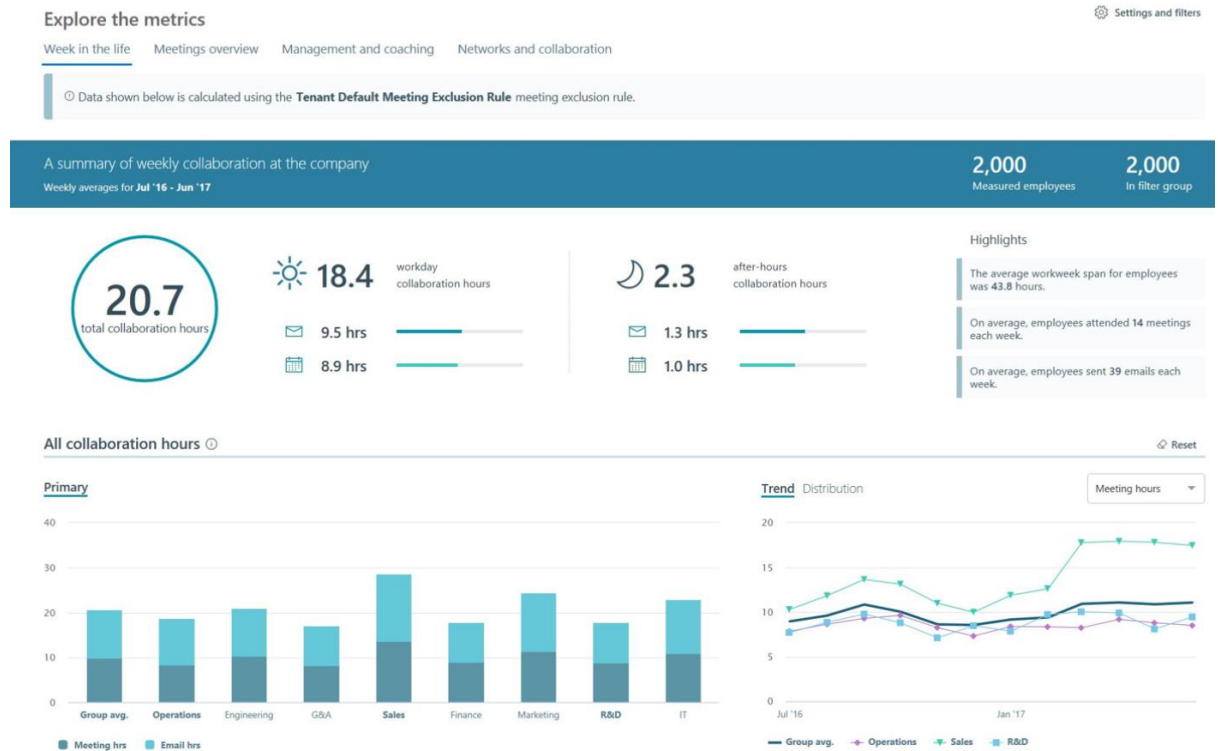 Explore the metrics
Settings and filters
Week in the life Meetings overview Management and coaching Networks and collaboration
Data shown below is calculated using the Tenant Default Meeting Exclusion Rule meeting exclusion rule.
A summary of weekly collaboration at the company
Weekly averages for Jul '16 - Jun '17
2,000
Measured employees
2,000
In filter group
20.7
total collaboration hours
18.4
workday
collaboration hours
9.5 hrs
8.9 hrs
2.3
after-hours
collaboration hours
1.3 hrs
1.0 hrs
Highlights
The average workweek span for employees
was 43.8 hours.
On average, employees attended 14 meetings
each week.
On average, employees sent 39 emails each
week.
All collaboration hours
Reset
Primary
40
30
20
10
0
Group avg. Operations Engineering G&A Sales Finance Marketing R&D IT
Meeting hrs Email hrs
Trend Distribution
Meeting hours
20
15
10
5
0
Jul '16 Jan '17
Group avg. Operations Sales R&D